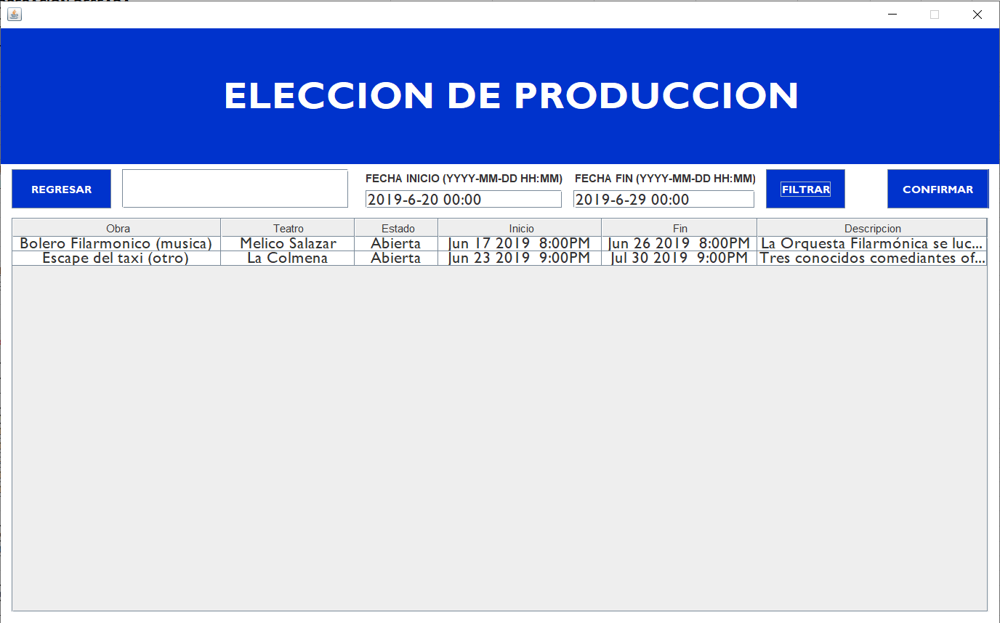 ELECCION DE PRODUCCION
REGRESAR
FECHA INICIO (YYYY-MM-DD HH:MM) FECHA FIN (YYYY-MM-DD HH:MM)
2019-6-20 00:00 2019-6-29 00:00
FILTRAR
CONFIRMAR
Obra Teatro Estado Inicio Fin Descripcion
Bolero Filarmonico (musica) Melico Salazar Abierta Jun 17 2019 8:00PM Jun 26 2019 8:00PM La Orquesta Filarmónica se luc...
Escape del taxi (otro) La Colmena Abierta Jun 23 2019 9:00PM Jul 30 2019 9:00PM Tres conocidos comediantes of...